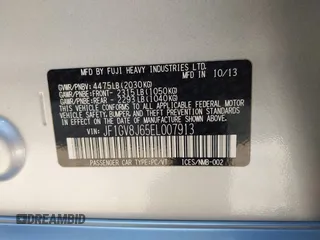 MFD BY FUJI HEAVY INDUSTRIES LTD. 10/13
GVWR/PNBV: 4475LB(2030KG)
GAWR/PNBE:FRONT- 2315LB(1050KG)
GAWR/PNBE:REAR - 2293LB(1040KG)
THIS VEHICLE CONFORMS TO ALL APPLICABLE FEDERAL
MOTOR VEHICLE SAFETY, BUMPER, AND THEFT PREVENTION
STANDARDS IN EFFECT ON THE DATE OF MANUFACTURE
SHOWN ABOVE.
VIN: JF1GV8J65EL007913
PASSENGER CAR TYPE:PC/VT
ICES/NMB-002
DREAMBID